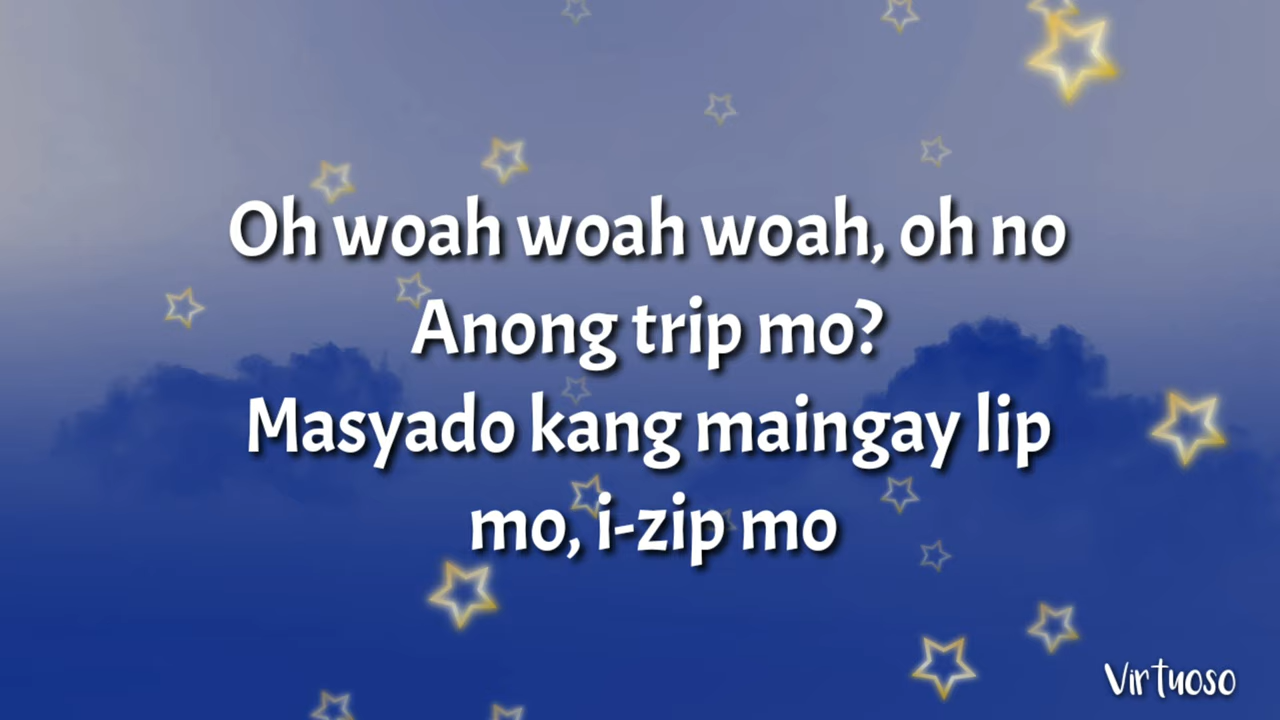 Oh woah woah woah, oh no
Anong trip mo?
Masyado kang maingay lip
mo, i-zip mo
Virtuoso